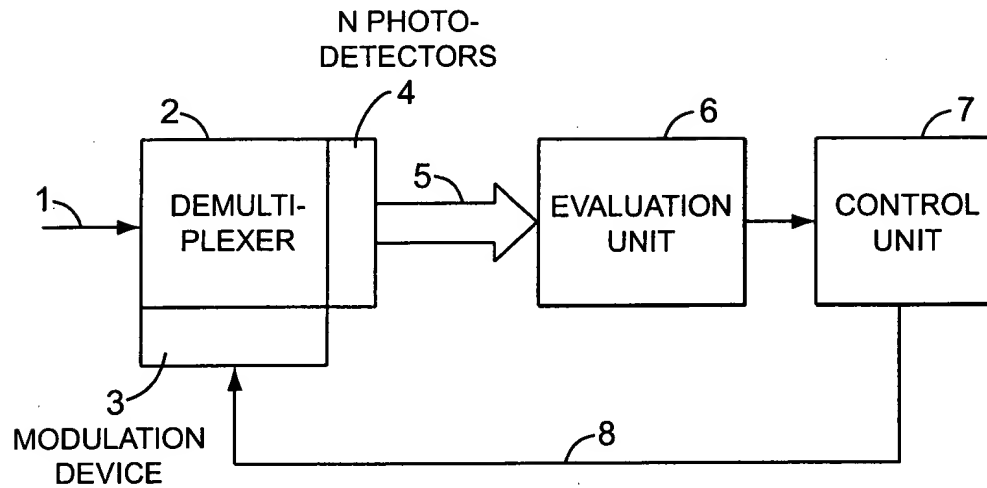 N PHOTO-
DETECTORS
4
2
6
7
1
5
DEMULTI-
PLEXER
EVALUATION
UNIT
CONTROL
UNIT
3
MODULATION
DEVICE
8